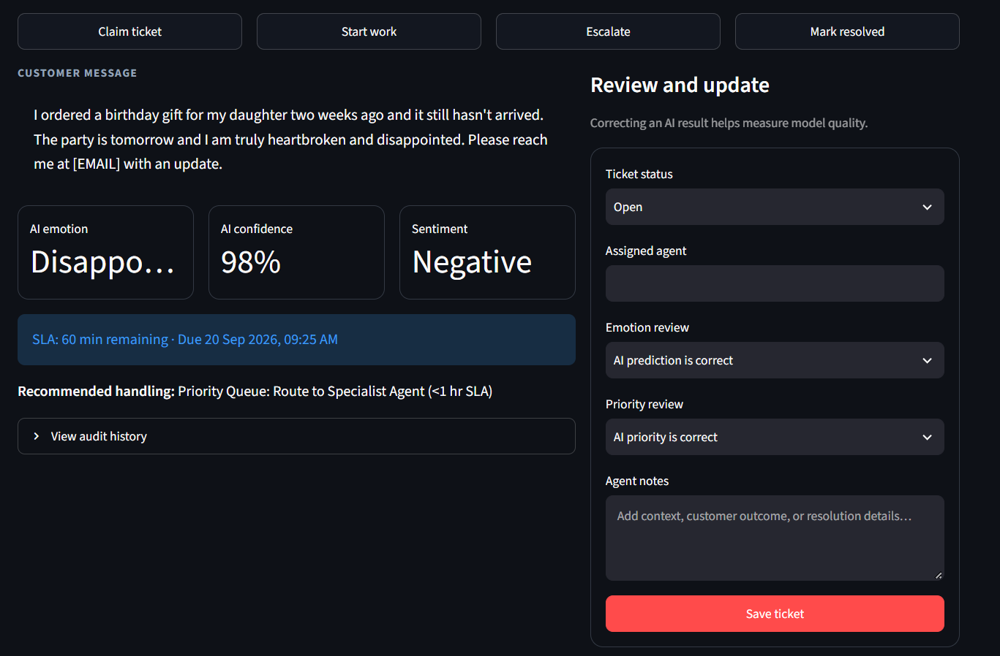 Claim ticket
Start work
Escalate
Mark resolved
CUSTOMER MESSAGE
I ordered a birthday gift for my daughter two weeks ago and it still hasn't arrived.
The party is tomorrow and I am truly heartbroken and disappointed. Please reach
me at [EMAIL] with an update.
AI emotion
Disappo…
AI confidence
98%
Sentiment
Negative
SLA: 60 min remaining · Due 20 Sep 2026, 09:25 AM
Recommended handling: Priority Queue: Route to Specialist Agent (<1 hr SLA)
View audit history
Review and update
Correcting an AI result helps measure model quality.
Ticket status
Open
Assigned agent
Emotion review
AI prediction is correct
Priority review
AI priority is correct
Agent notes
Add context, customer outcome, or resolution details…
Save ticket